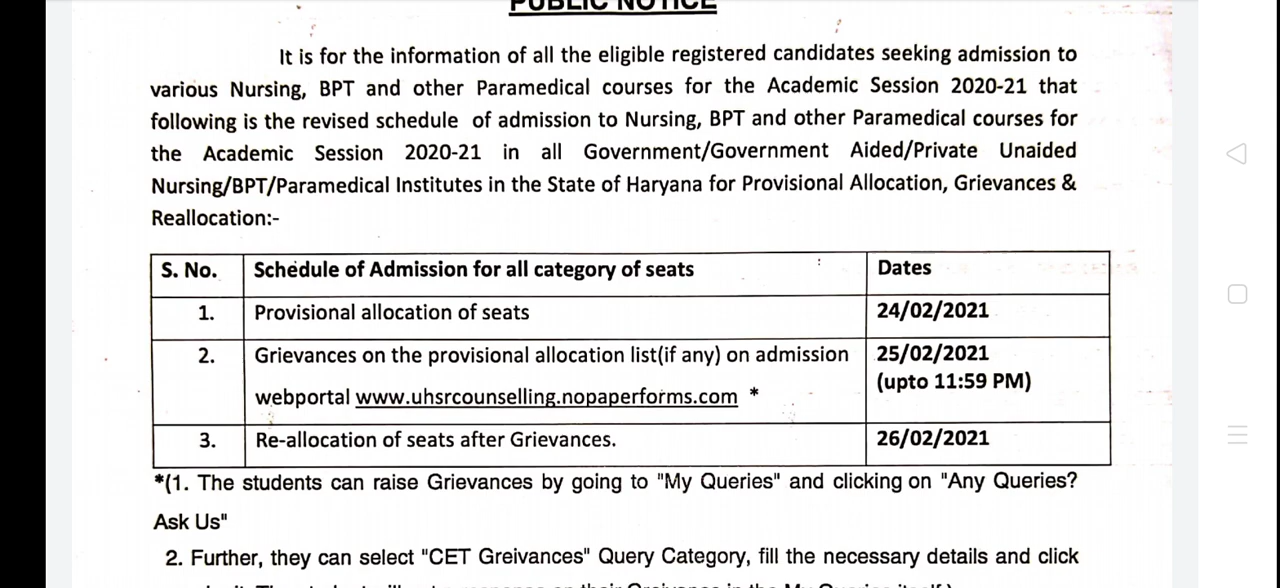 PUBLIC NOTICE
It is for the information of all the eligible registered candidates seeking admission to
various Nursing, BPT and other Paramedical courses for the Academic Session 2020-21 that
following is the revised schedule of admission to Nursing, BPT and other Paramedical courses for
the Academic Session 2020-21 in all Government/Government Aided/Private Unaided
Nursing/BPT/Paramedical Institutes in the State of Haryana for Provisional Allocation, Grievances &
Reallocation:-
S. No. Schedule of Admission for all category of seats Dates
1. Provisional allocation of seats 24/02/2021
2. Grievances on the provisional allocation list(if any) on admission 25/02/2021
(upto 11:59 PM)
webportal www.uhsrcounselling.nopaperforms.com *
3. Re-allocation of seats after Grievances. 26/02/2021
*(1. The students can raise Grievances by going to "My Queries" and clicking on "Any Queries?
Ask Us"
2. Further, they can select "CET Greivances" Query Category, fill the necessary details and click